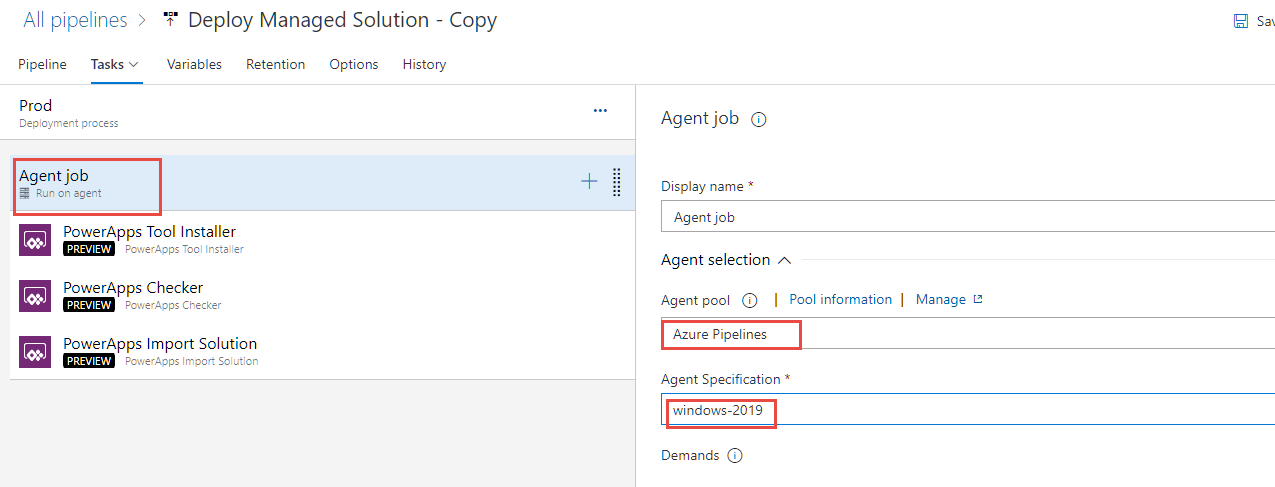 All pipelines > Deploy Managed Solution - Copy
Pipeline Tasks Variables Retention Options History
Prod
Deployment process
Agent job
Run on agent
PowerApps Tool Installer
PREVIEW PowerApps Tool Installer
PowerApps Checker
PREVIEW PowerApps Checker
PowerApps Import Solution
PREVIEW PowerApps Import Solution
Agent job
Display name *
Agent job
Agent selection
Agent pool | Pool information | Manage
Azure Pipelines
Agent Specification *
windows-2019
Demands